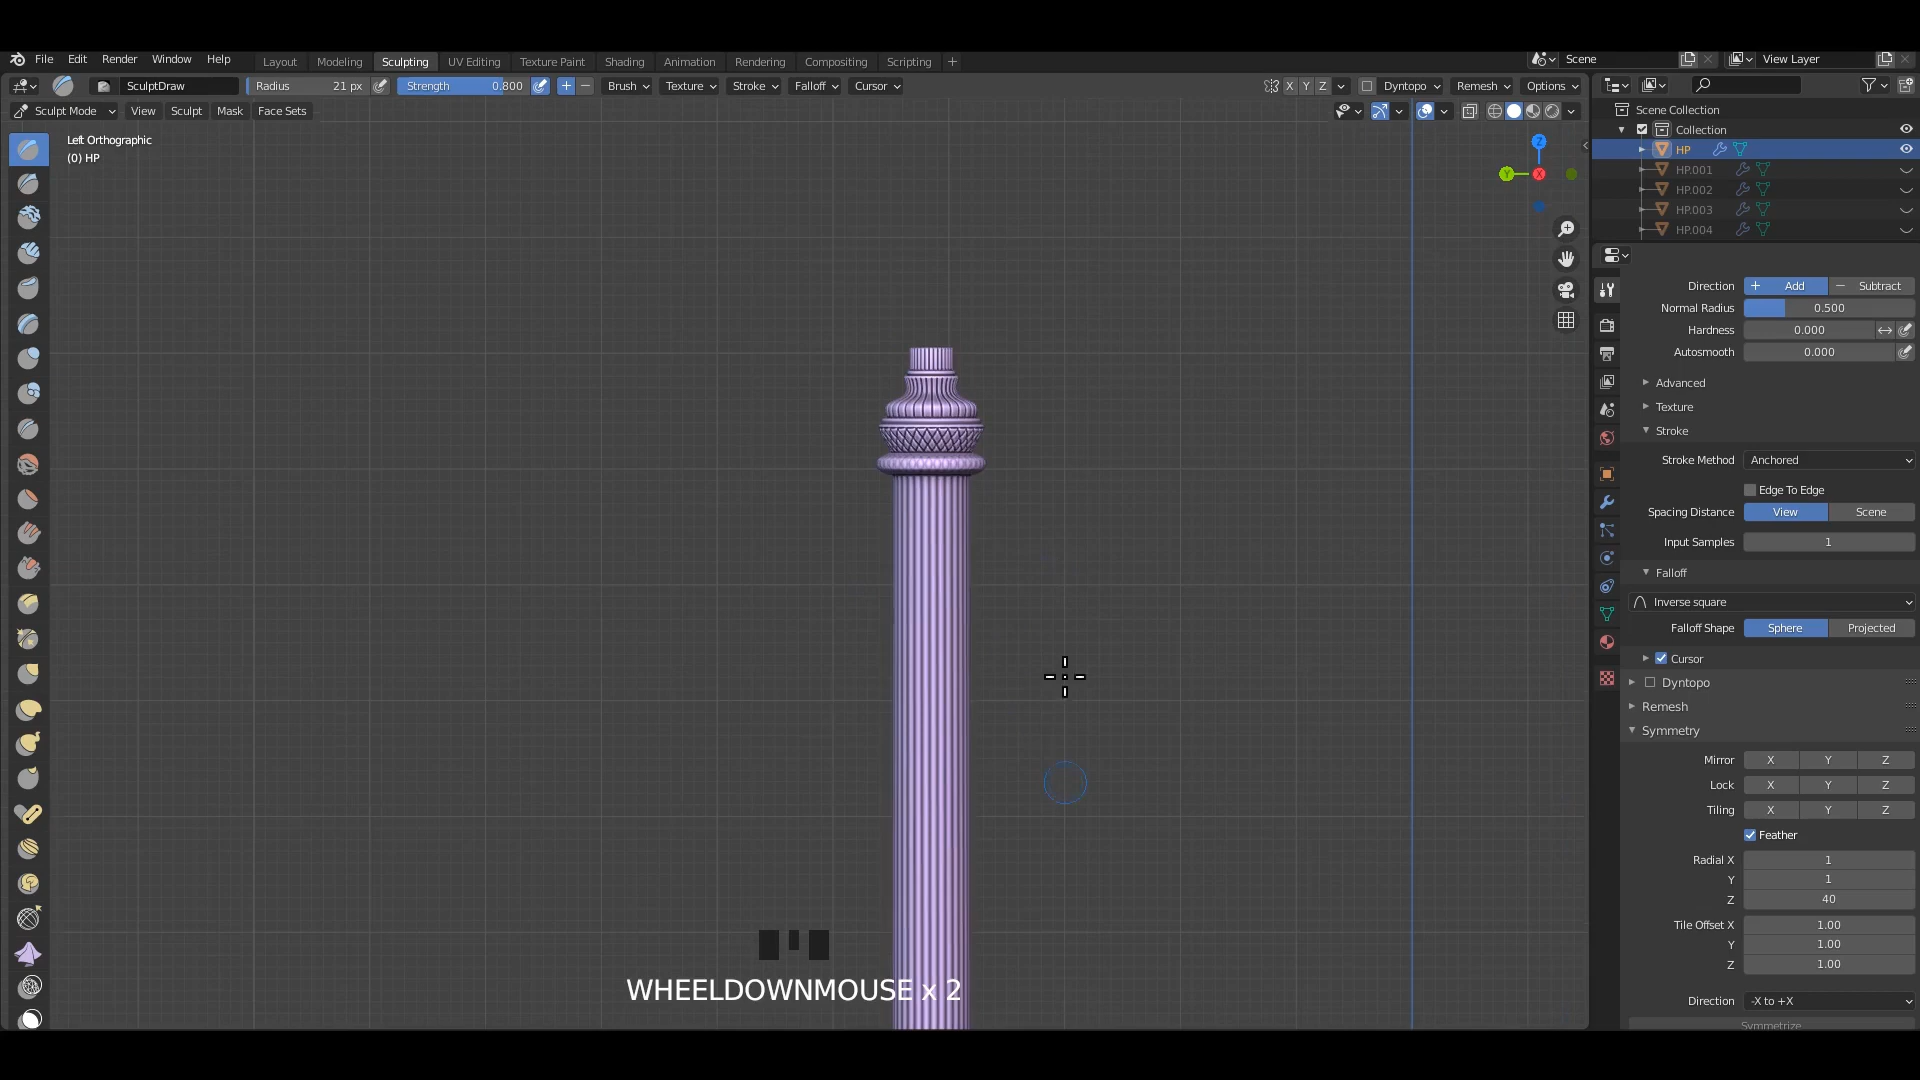 File Edit Render Window Help Layout Modeling Sculpting UV Editing Texture Paint Shading Animation Rendering Compositing Scripting Scene View Layer
SculptDraw Radius 21 px Strength 0.800 Brush Texture Stroke Falloff Cursor X Y Z Dyntopo Remesh Options
Sculpt Mode View Sculpt Mask Face Sets
Left Orthographic
(0) HP
Z
Y
X
Scene Collection
Collection
HP
HP.001
HP.002
HP.003
HP.004
Direction + Add − Subtract
Normal Radius 0.500
Hardness 0.000
Autosmooth 0.000
Advanced
Texture
Stroke
Stroke Method Anchored
Edge To Edge
Spacing Distance View Scene
Input Samples 1
Falloff
Inverse square
Falloff Shape Sphere Projected
Cursor
Dyntopo
Remesh
Symmetry
Mirror X Y Z
Lock X Y Z
Tiling X Y Z
Feather
Radial X 1
Y 1
Z 40
Tile Offset X 1.00
Y 1.00
Z 1.00
Direction -X to +X
Symmetrize
WHEELDOWNMOUSE x 2